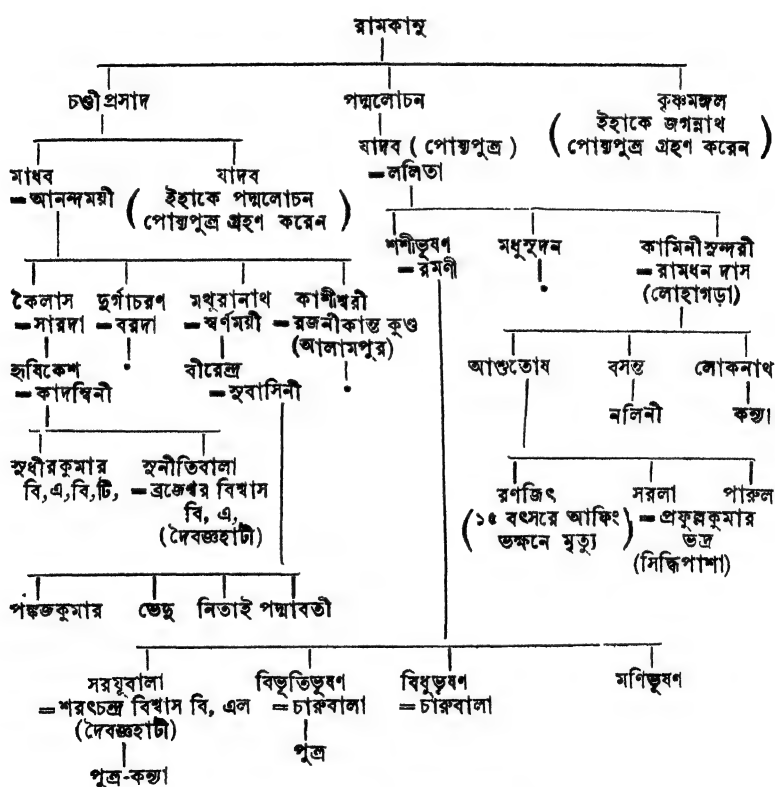 রামকানু
চণ্ডীপ্রসাদ পদ্মলোচন কৃষ্ণমঙ্গল
(ইহাকে জগন্নাথ
পোষ্যপুত্র গ্রহণ করেন)
যাদব (পোষ্যপুত্র)
=ললিতা
মাধব যাদব
=আনন্দময়ী (ইহাকে পদ্মলোচন
পোষ্যপুত্র গ্রহণ করেন)
শশীভূষণ মধুসূদন কামিনীসুন্দরী
=রমণী =রামধন দাস
(লোহাগড়া)
কৈলাস দুর্গাচরণ মথুরানাথ কাশীশ্বরী
=সারদা =বরদা =স্বর্ণময়ী =রজনীকান্ত কুণ্ডু
(আলামপুর)
হৃষিকেশ বীরেন্দ্র
=কাদম্বিনী =সুবাসিনী
আশুতোষ বসন্ত লোকনাথ
নলিনী কন্যা
সুধীরকুমার সুনীতিবালা
বি,এ,বি,টি, =ব্রজেশ্বর বিশ্বাস
বি, এ,
(দৈবজ্ঞহাটী)
রণজিৎ সরলা পারুল
(১৫ বৎসরে আফিং =প্রফুল্লকুমার
ভক্ষনে মৃত্যু) ভদ্র
(সিদ্ধিপাশা)
পঙ্কজকুমার ভেদু নিতাই পদ্মাবতী
সরযূবালা বিভূতিভূষণ বিধুভূষণ মণিভূষণ
=শরৎচন্দ্র বিশ্বাস বি, এল =চারুবালা =চারুবালা
(দৈবজ্ঞহাটী) পুত্র
পুত্র-কন্যা